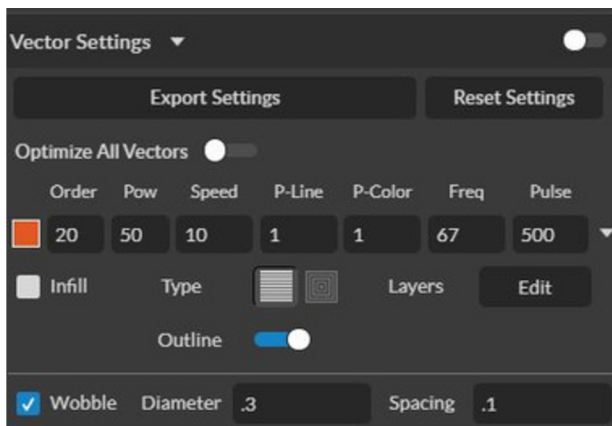 Vector Settings
Export Settings Reset Settings
Optimize All Vectors
Order Pow Speed P-Line P-Color Freq Pulse
20 50 10 1 1 67 500
Infill Type Layers Edit
Outline
Wobble Diameter .3 Spacing .1